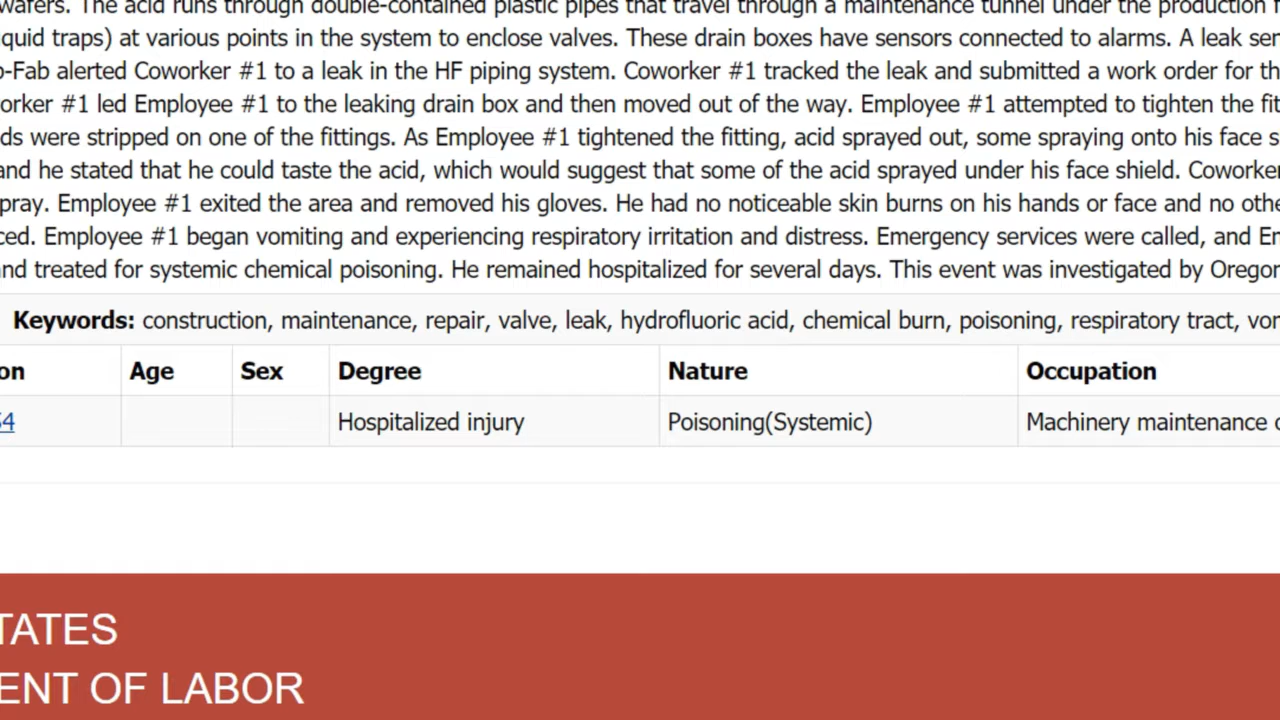 wafers. The acid runs through double-contained plastic pipes that travel through a maintenance tunnel under the production
iquid traps) at various points in the system to enclose valves. These drain boxes have sensors connected to alarms. A leak
-Fab alerted Coworker #1 to a leak in the HF piping system. Coworker #1 tracked the leak and submitted a work order for
orker #1 led Employee #1 to the leaking drain box and then moved out of the way. Employee #1 attempted to tighten the
ds were stripped on one of the fittings. As Employee #1 tightened the fitting, acid sprayed out, some spraying onto his face
and he stated that he could taste the acid, which would suggest that some of the acid sprayed under his face shield. Coworker
pray. Employee #1 exited the area and removed his gloves. He had no noticeable skin burns on his hands or face and no
ced. Employee #1 began vomiting and experiencing respiratory irritation and distress. Emergency services were called, and
nd treated for systemic chemical poisoning. He remained hospitalized for several days. This event was investigated by Oregon
Keywords: construction, maintenance, repair, valve, leak, hydrofluoric acid, chemical burn, poisoning, respiratory tract,
on Age Sex Degree Nature Occupation
54 Hospitalized injury Poisoning(Systemic) Machinery maintenance
TATES
ENT OF LABOR